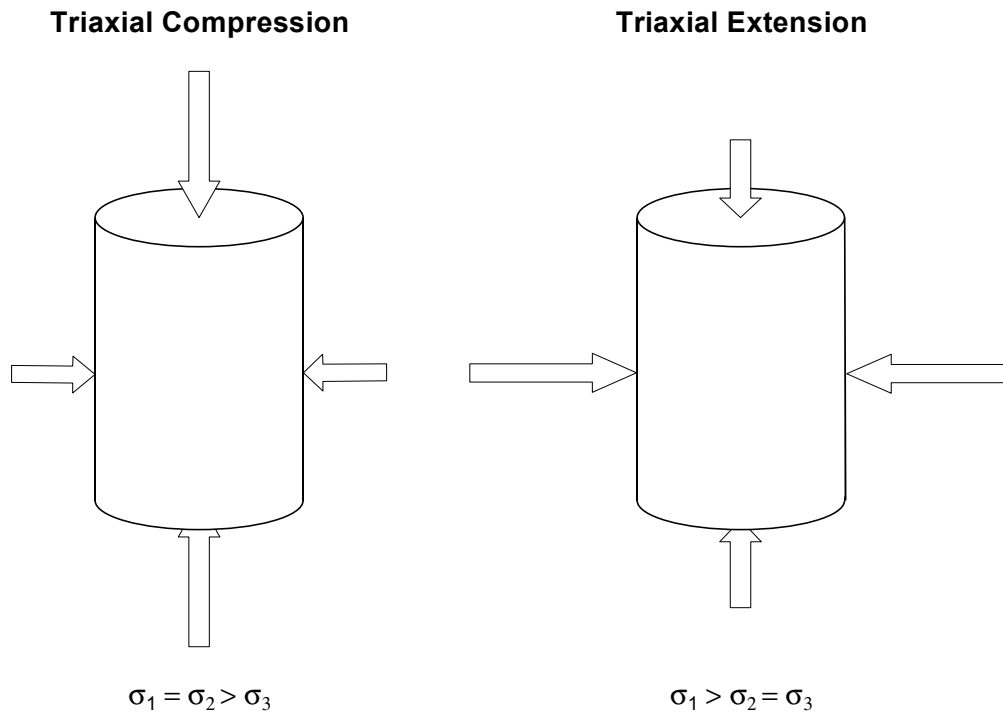 Triaxial Compression
Triaxial Extension
σ₁ = σ₂ > σ₃
σ₁ > σ₂ = σ₃